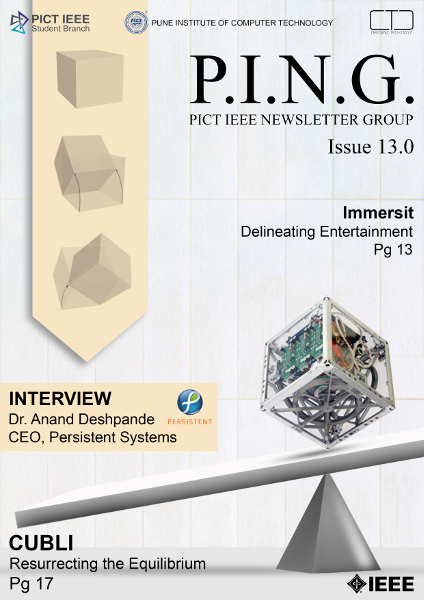 PICT IEEE
Student Branch
PUNE INSTITUTE OF COMPUTER TECHNOLOGY
P.I.N.G.
PICT IEEE NEWSLETTER GROUP
Issue 13.0
Immersit
Delineating Entertainment
Pg 13
INTERVIEW
Dr. Anand Deshpande
CEO, Persistent Systems
PERSISTENT
CUBLI
Resurrecting the Equilibrium
Pg 17
IEEE